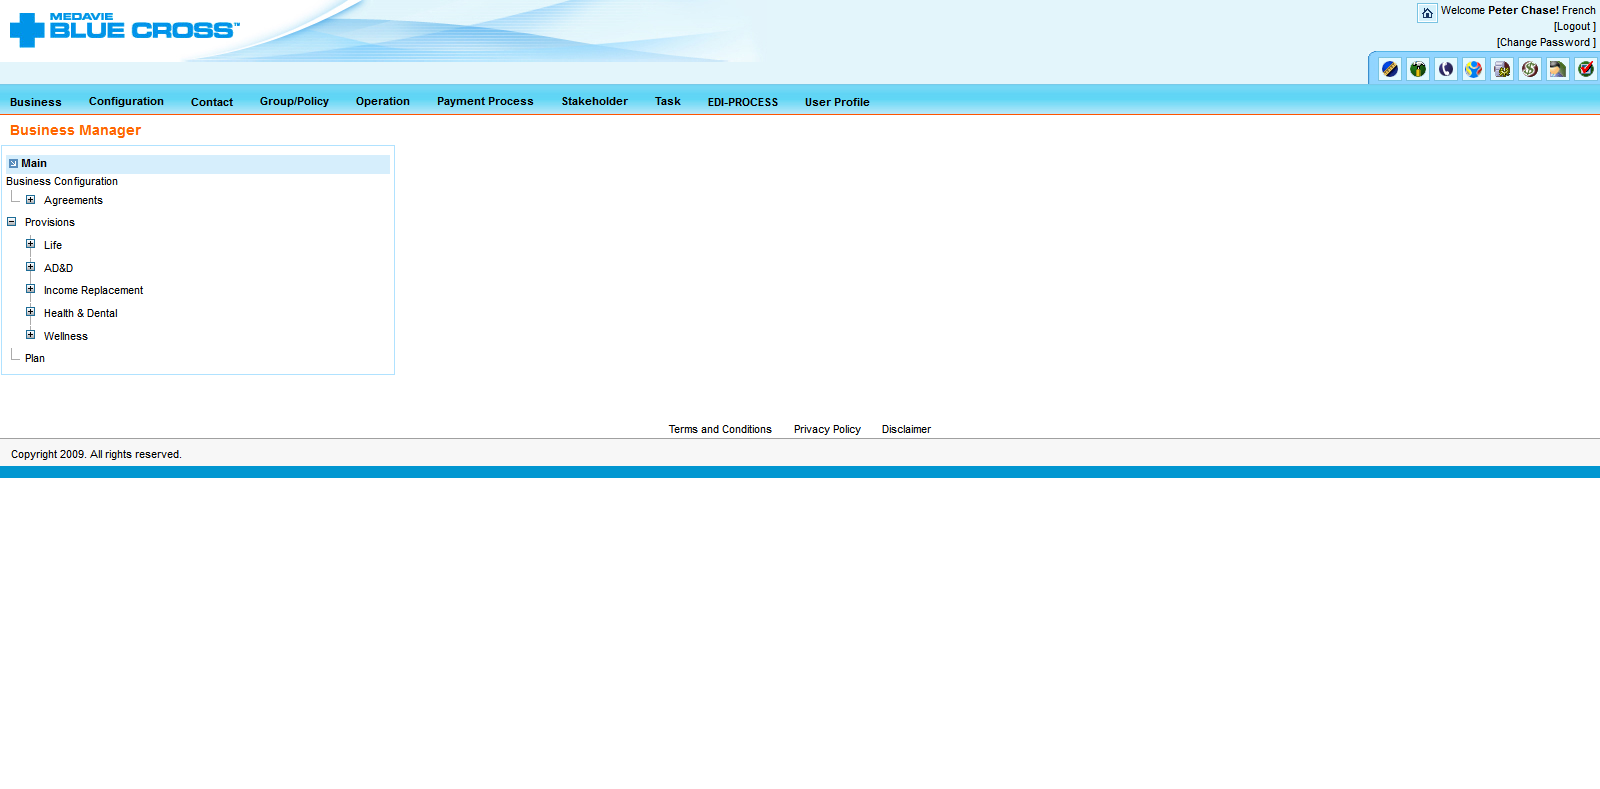 MEDAVIE
BLUE CROSS™
Welcome Peter Chase! French
[Logout ]
[Change Password ]
Business Configuration Contact Group/Policy Operation Payment Process Stakeholder Task EDI-PROCESS User Profile
Business Manager
Main
Business Configuration
Agreements
Provisions
Life
AD&D
Income Replacement
Health & Dental
Wellness
Plan
Terms and Conditions Privacy Policy Disclaimer
Copyright 2009. All rights reserved.